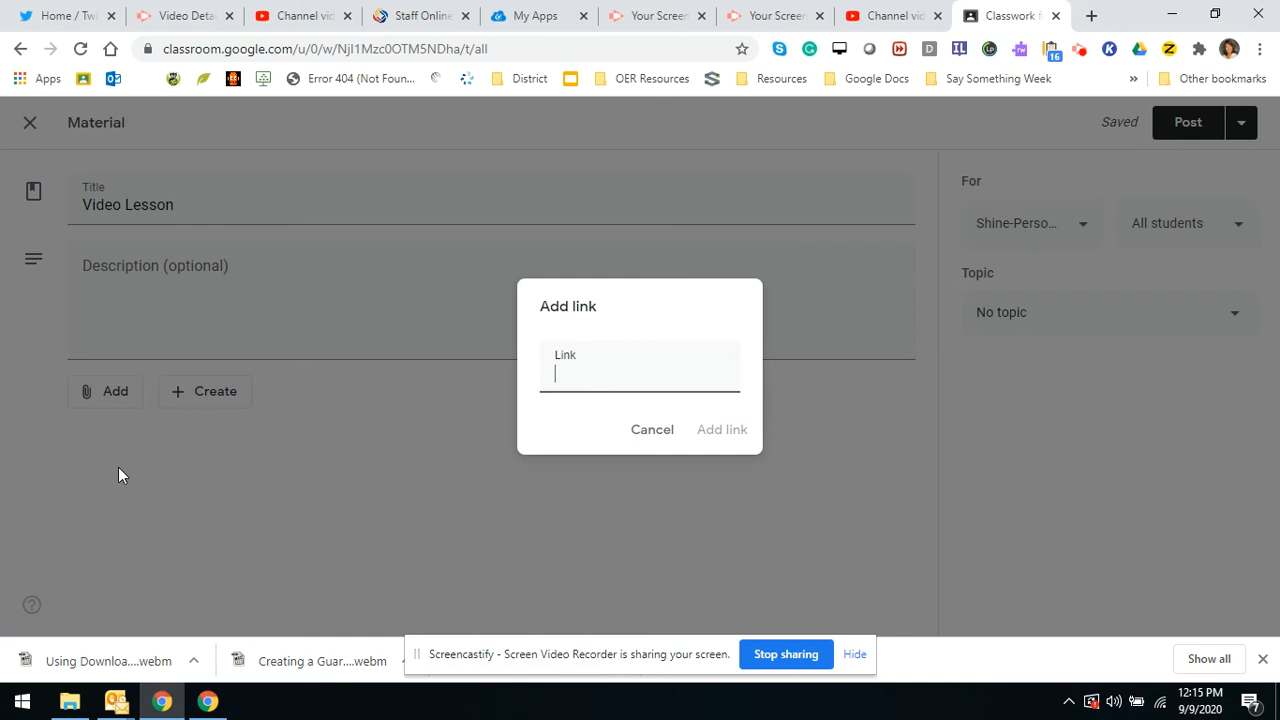 Home / Tw
Video Deta
Channel vid
Staff Online
My Apps
Your Screen
Your Screen
Channel vid
Classwork f
classroom.google.com/u/0/w/NjI1Mzc0OTM5NDha/t/all
16
Apps
Error 404 (Not Foun...
District
OER Resources
Resources
Google Docs
Say Something Week
»
Other bookmarks
Material
Saved
Post
Title
Video Lesson
Description (optional)
Add
Create
For
Shine-Perso...
All students
Topic
No topic
Add link
Link
Cancel
Add link
Using Downloa....webm
Creating a Guar....webm
Screencastify - Screen Video Recorder is sharing your screen.
Stop sharing
Hide
Show all
12:15 PM
9/9/2020
7